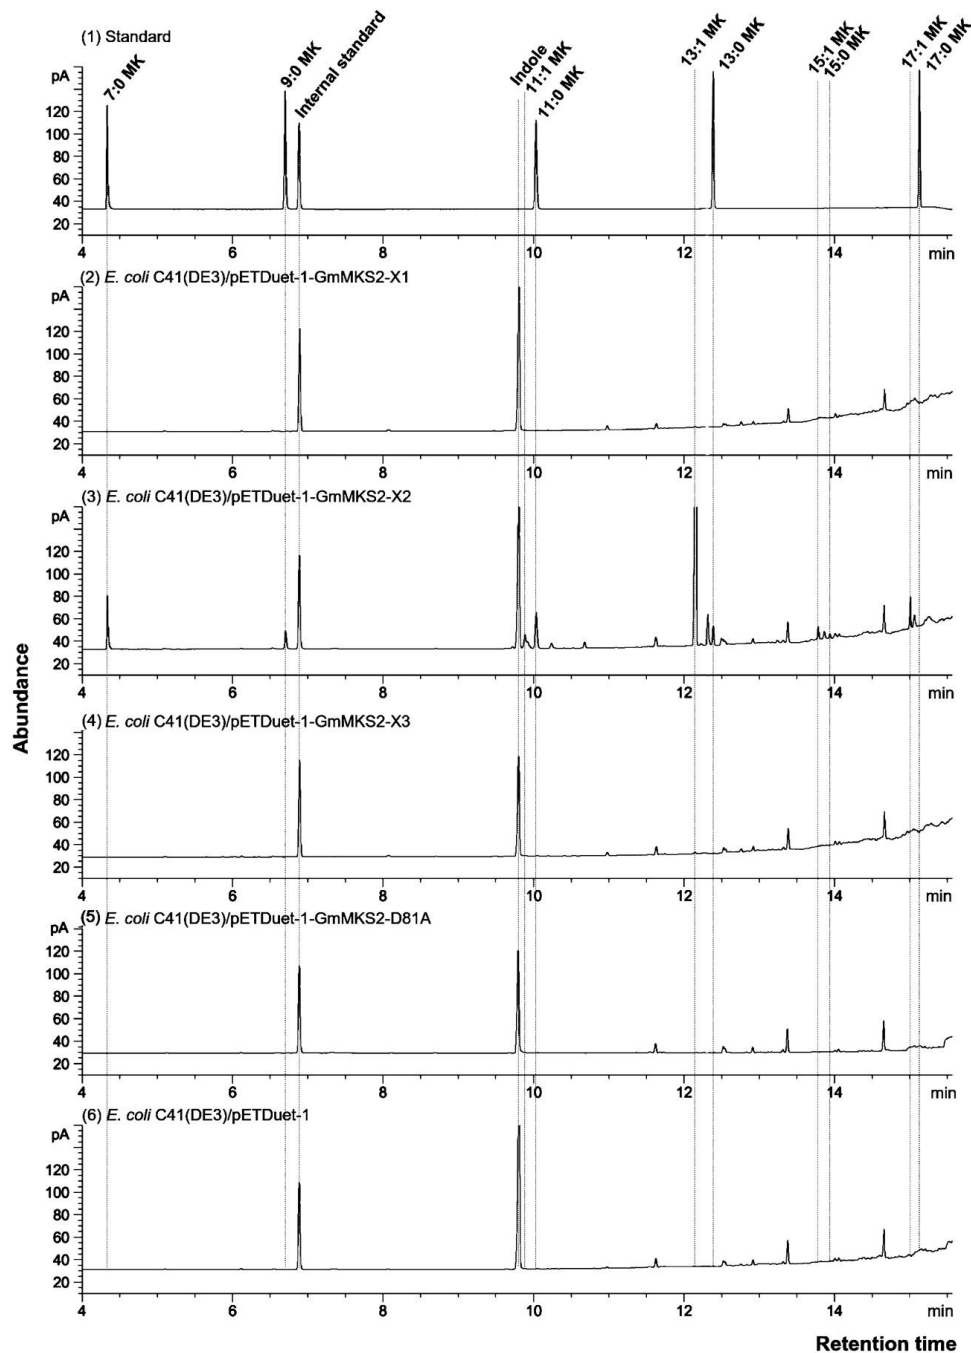 (1) Standard
7:0 MK
9:0 MK
Internal standard
Indole
11:1 MK
11:0 MK
13:1 MK
13:0 MK
15:1 MK
15:0 MK
17:1 MK
17:0 MK
pA
120
100
80
60
40
20
4 6 8 10 12 14 min
(2) E. coli C41(DE3)/pETDuet-1-GmMKS2-X1
pA
120
100
80
60
40
20
4 6 8 10 12 14 min
(3) E. coli C41(DE3)/pETDuet-1-GmMKS2-X2
pA
120
100
80
60
40
20
4 6 8 10 12 14 min
(4) E. coli C41(DE3)/pETDuet-1-GmMKS2-X3
120
100
80
60
40
20
4 6 8 10 12 14 min
(5) E. coli C41(DE3)/pETDuet-1-GmMKS2-D81A
pA
120
100
80
60
40
20
4 6 8 10 12 14 min
(6) E. coli C41(DE3)/pETDuet-1
pA
120
100
80
60
40
20
4 6 8 10 12 14 min
Abundance
Retention time